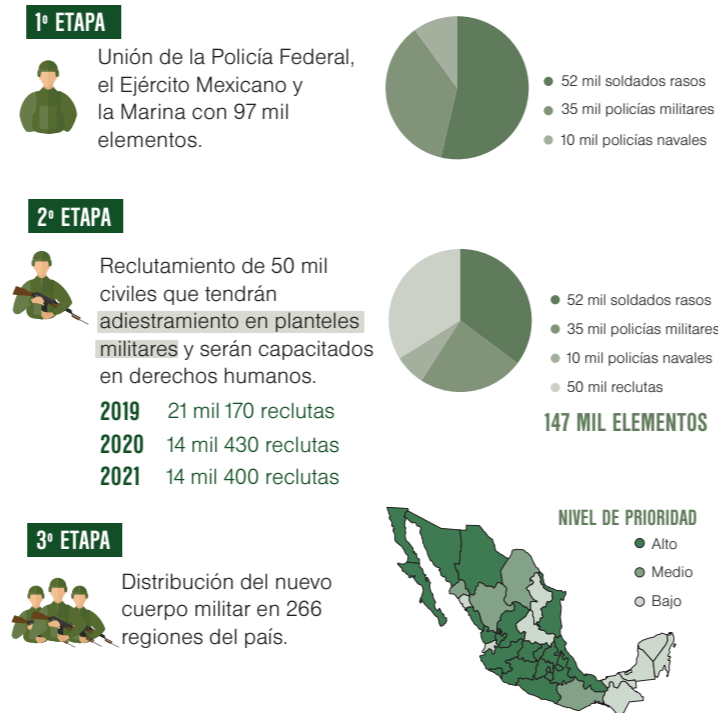 1º ETAPA
Unión de la Policía Federal,
el Ejército Mexicano y
la Marina con 97 mil
elementos.
52 mil soldados rasos
35 mil policías militares
10 mil policías navales
2º ETAPA
Reclutamiento de 50 mil
civiles que tendrán
adiestramiento en planteles
militares y serán capacitados
en derechos humanos.
2019 21 mil 170 reclutas
2020 14 mil 430 reclutas
2021 14 mil 400 reclutas
52 mil soldados rasos
35 mil policías militares
10 mil policías navales
50 mil reclutas
147 MIL ELEMENTOS
3º ETAPA
Distribución del nuevo
cuerpo militar en 266
regiones del país.
NIVEL DE PRIORIDAD
Alto
Medio
Bajo